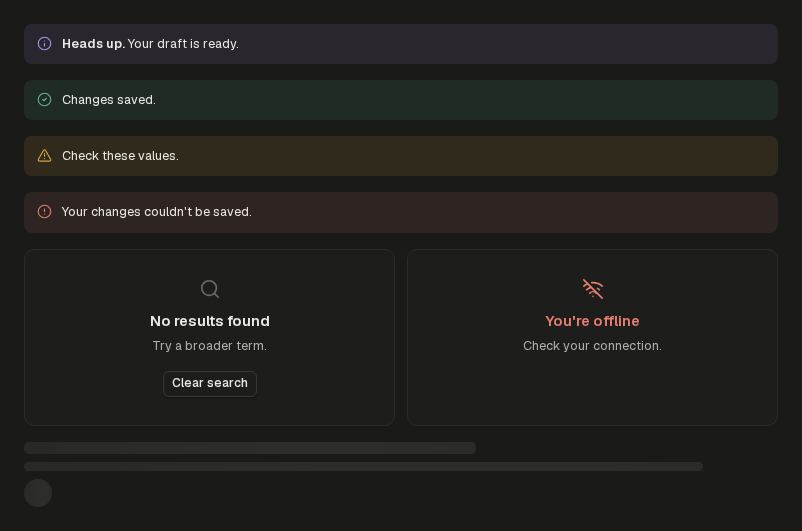 Heads up. Your draft is ready.
Changes saved.
Check these values.
Your changes couldn't be saved.
No results found
Try a broader term.
Clear search
You're offline
Check your connection.